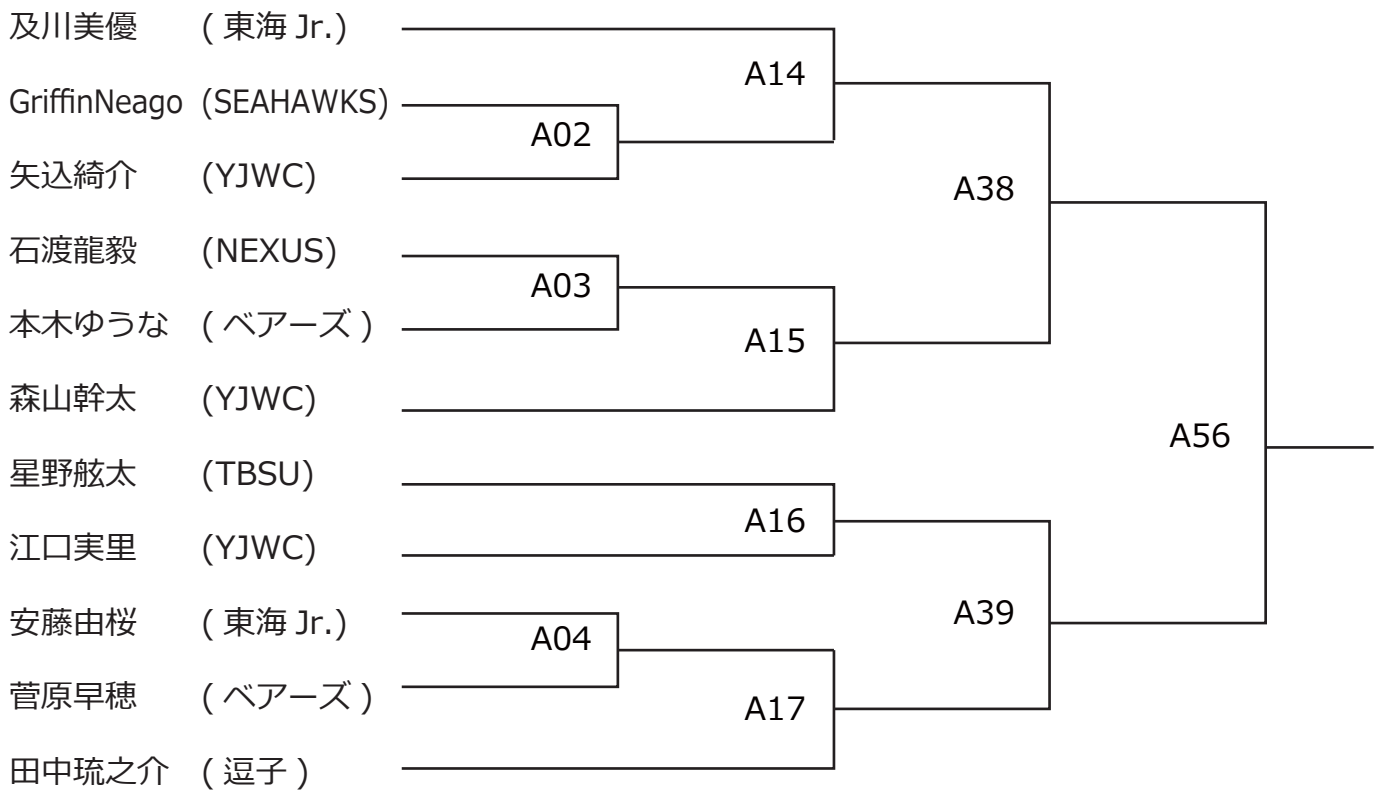 及川美優 ( 東海 Jr.)
A14
GriffinNeago (SEAHAWKS)
A02
矢込綺介 (YJWC)
A38
石渡龍毅 (NEXUS)
A03
本木ゆうな ( ベアーズ )
A15
森山幹太 (YJWC)
A56
星野舷太 (TBSU)
A16
江口実里 (YJWC)
A39
安藤由桜 ( 東海 Jr.)
A04
菅原早穂 ( ベアーズ )
A17
田中琉之介 ( 逗子 )